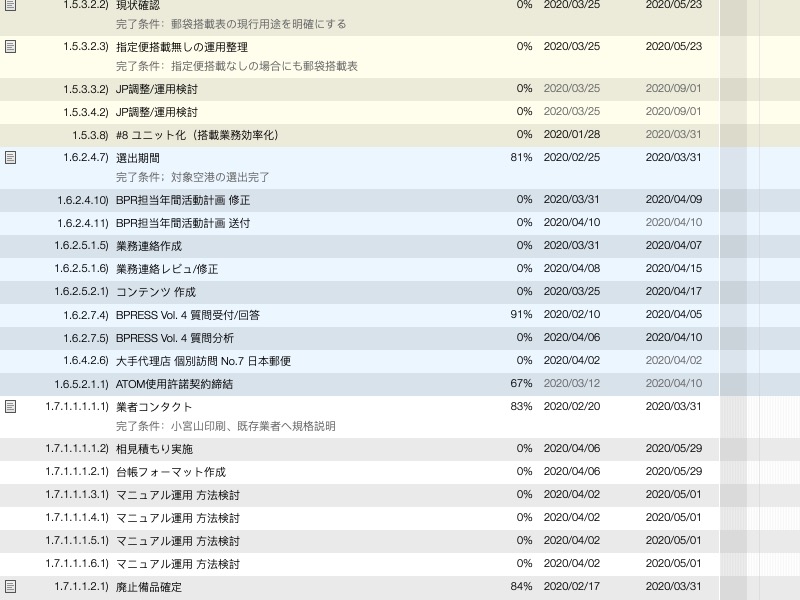 1.5.3.2.2) 現状確認 0% 2020/03/25 2020/05/23
完了条件: 郵袋搭載表の現行用途を明確にする
1.5.3.2.3) 指定便搭載無しの運用整理 0% 2020/03/25 2020/05/23
完了条件: 指定便搭載なしの場合にも郵袋搭載表
1.5.3.3.2) JP調整/運用検討 0% 2020/03/25 2020/09/01
1.5.3.4.2) JP調整/運用検討 0% 2020/03/25 2020/09/01
1.5.3.8) #8 ユニット化（搭載業務効率化） 0% 2020/01/28 2020/03/31
1.6.2.4.7) 選出期間 81% 2020/02/25 2020/03/31
完了条件; 対象空港の選出完了
1.6.2.4.10) BPR担当年間活動計画 修正 0% 2020/03/31 2020/04/09
1.6.2.4.11) BPR担当年間活動計画 送付 0% 2020/04/10 2020/04/10
1.6.2.5.1.5) 業務連絡作成 0% 2020/03/31 2020/04/07
1.6.2.5.1.6) 業務連絡レビュ/修正 0% 2020/04/08 2020/04/15
1.6.2.5.2.1) コンテンツ 作成 0% 2020/03/25 2020/04/17
1.6.2.7.4) BPRESS Vol. 4 質問受付/回答 91% 2020/02/10 2020/04/05
1.6.2.7.5) BPRESS Vol. 4 質問分析 0% 2020/04/06 2020/04/10
1.6.4.2.6) 大手代理店 個別訪問 No.7 日本郵便 0% 2020/04/02 2020/04/02
1.6.5.2.1.1) ATOM使用許諾契約締結 67% 2020/03/12 2020/04/10
1.7.1.1.1.1.1) 業者コンタクト 83% 2020/02/20 2020/03/31
完了条件: 小宮山印刷、既存業者へ規格説明
1.7.1.1.1.1.2) 相見積もり実施 0% 2020/04/06 2020/05/29
1.7.1.1.1.2.1) 台帳フォーマット作成 0% 2020/04/06 2020/05/29
1.7.1.1.1.3.1) マニュアル運用 方法検討 0% 2020/04/02 2020/05/01
1.7.1.1.1.4.1) マニュアル運用 方法検討 0% 2020/04/02 2020/05/01
1.7.1.1.1.5.1) マニュアル運用 方法検討 0% 2020/04/02 2020/05/01
1.7.1.1.1.6.1) マニュアル運用 方法検討 0% 2020/04/02 2020/05/01
1.7.1.1.2.1) 廃止備品確定 84% 2020/02/17 2020/03/31